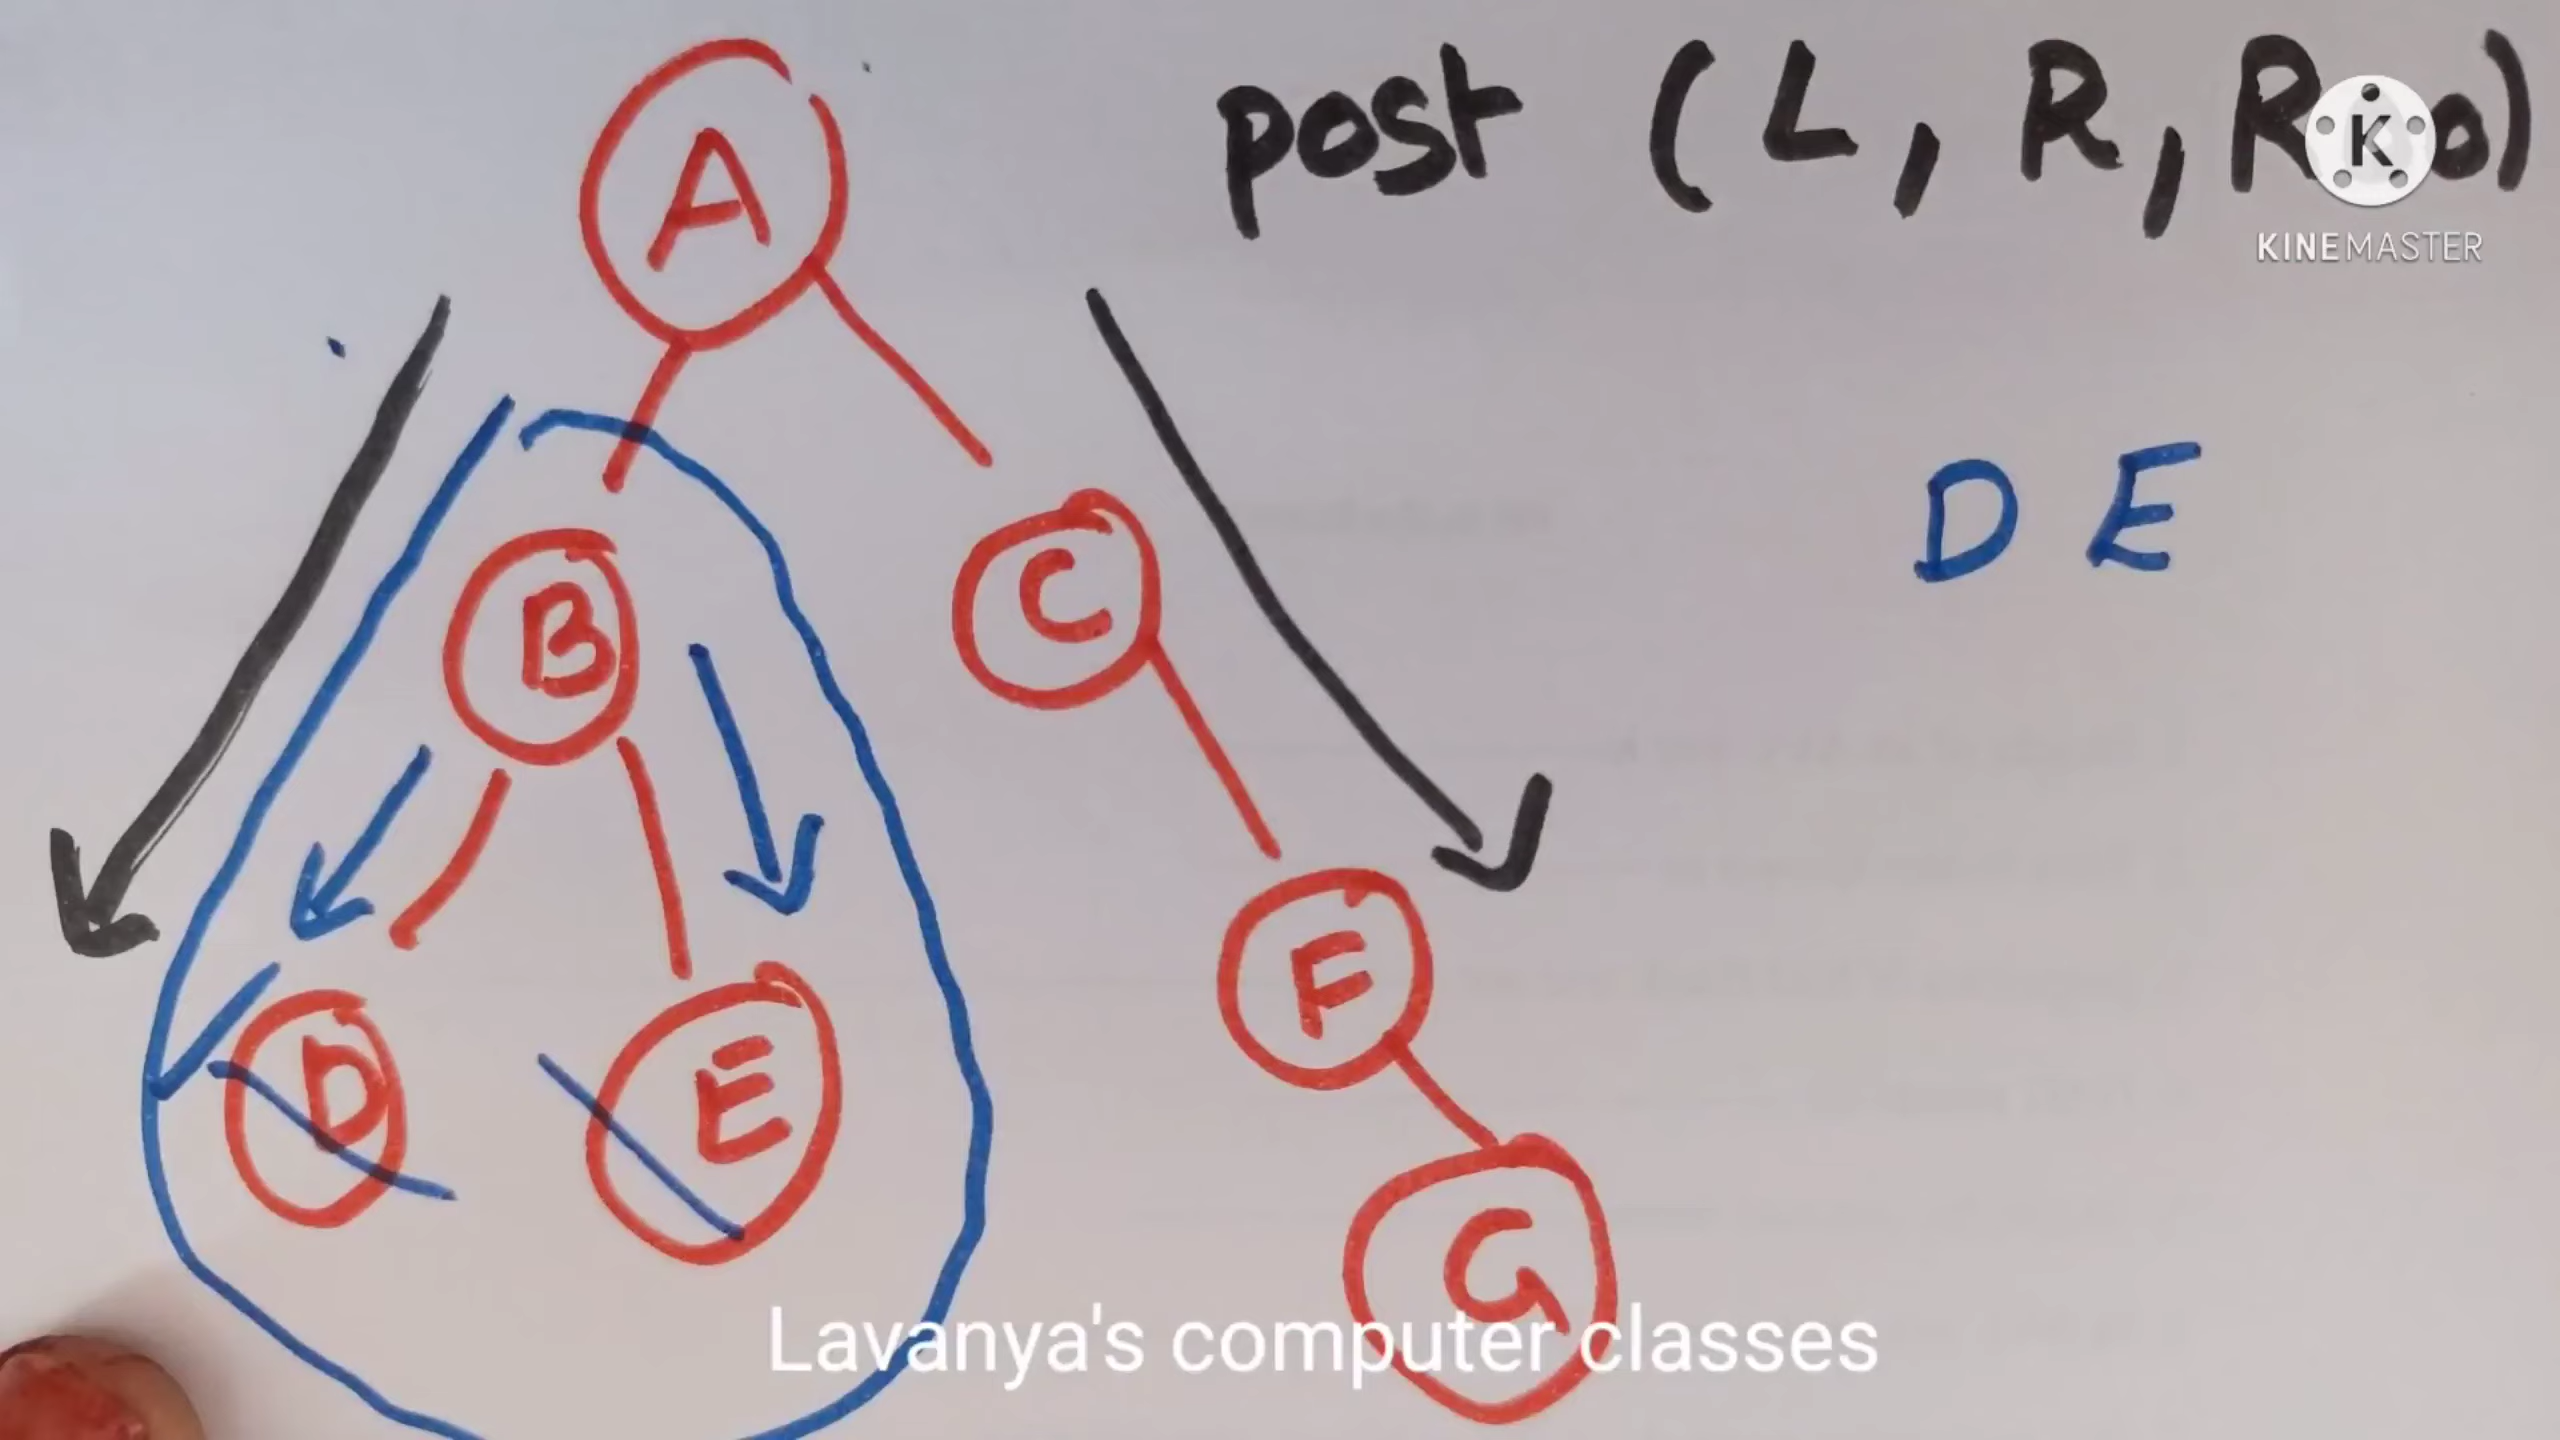 A
post (L, R, R
K
KINEMASTER
B
C
D E
F
D
E
G
Lavanya's computer classes